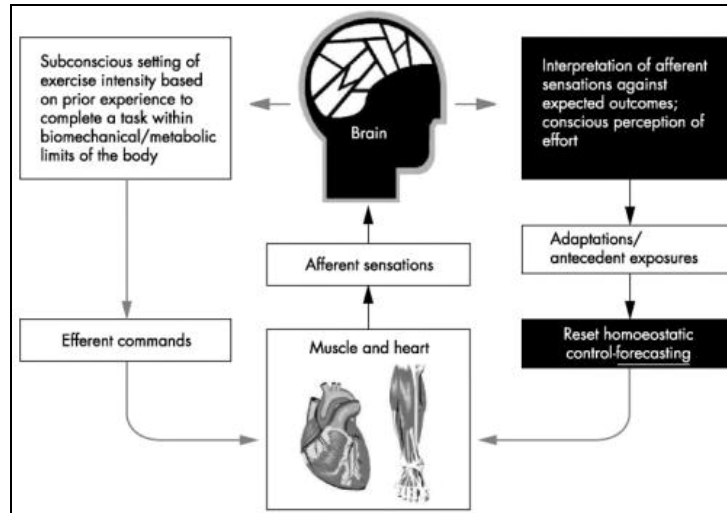 Subconscious setting of
exercise intensity based
on prior experience to
complete a task within
biomechanical/metabolic
limits of the body
Brain
Interpretation of afferent
sensations against
expected outcomes;
conscious perception of
effort
Afferent sensations
Adaptations/
antecedent exposures
Efferent commands
Muscle and heart
Reset homoeostatic
control-forecasting